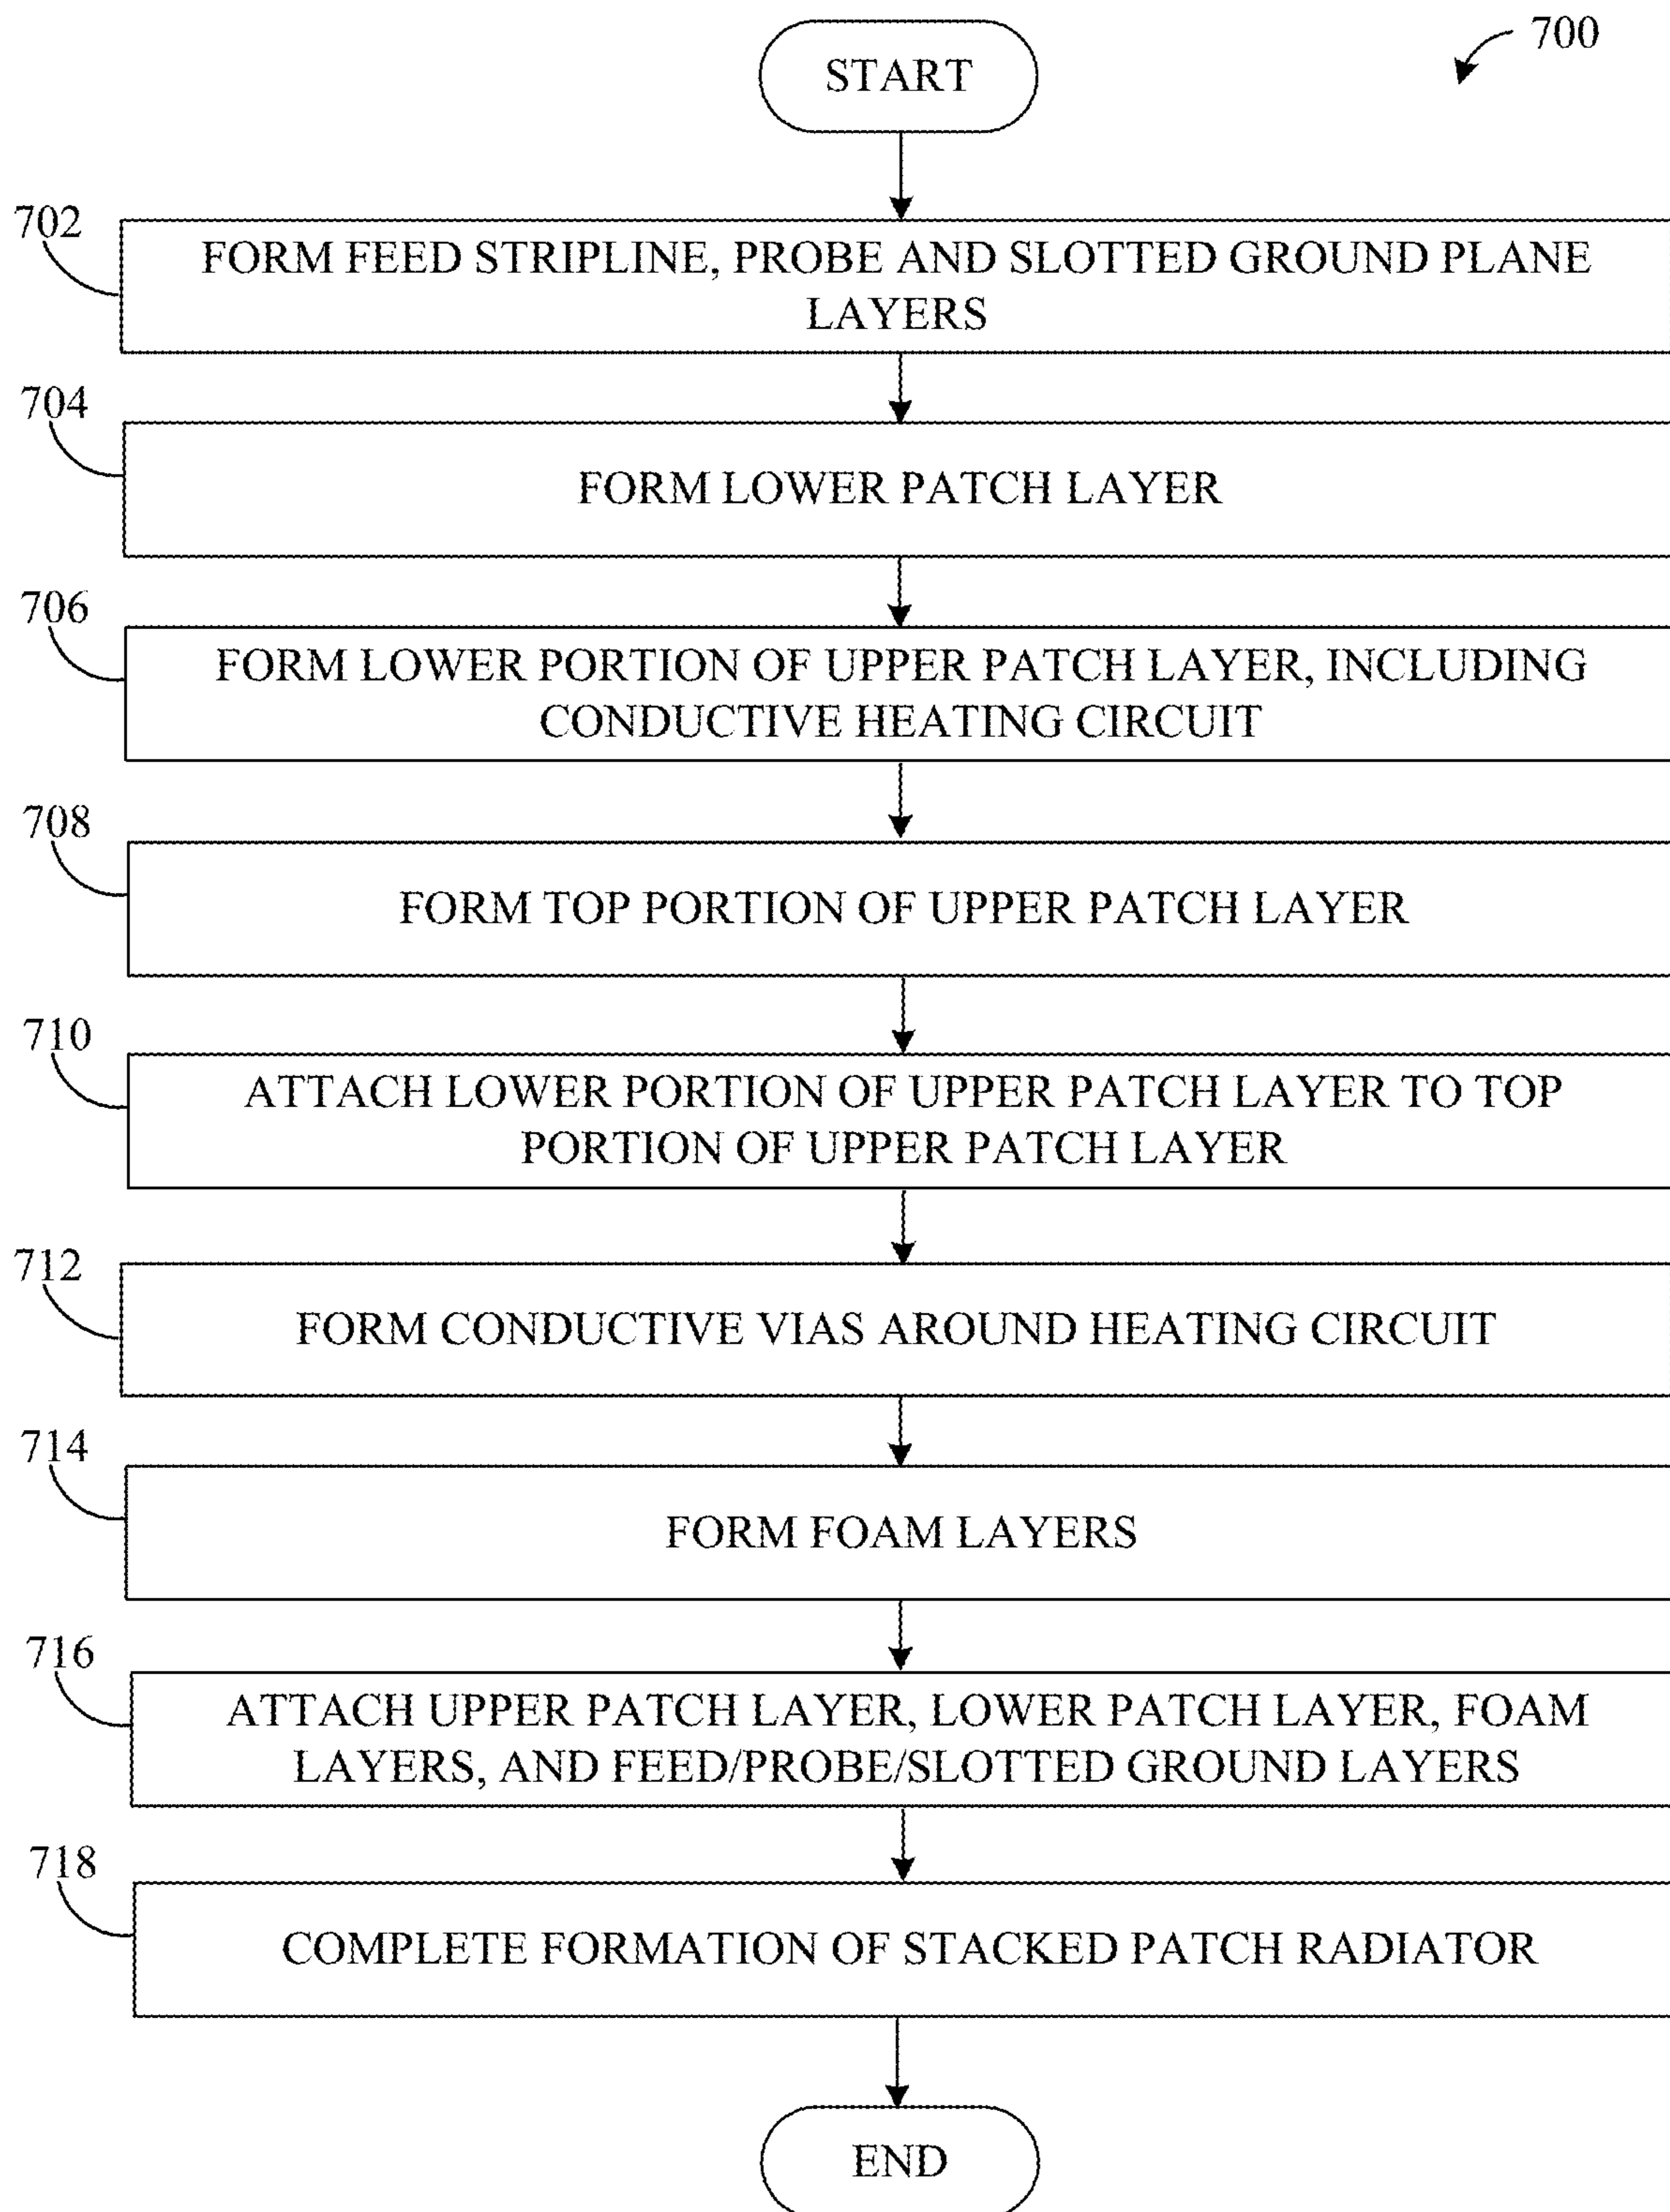 START
700
702
FORM FEED STRIPLINE, PROBE AND SLOTTED GROUND PLANE
LAYERS
704
FORM LOWER PATCH LAYER
706
FORM LOWER PORTION OF UPPER PATCH LAYER, INCLUDING
CONDUCTIVE HEATING CIRCUIT
708
FORM TOP PORTION OF UPPER PATCH LAYER
710
ATTACH LOWER PORTION OF UPPER PATCH LAYER TO TOP
PORTION OF UPPER PATCH LAYER
712
FORM CONDUCTIVE VIAS AROUND HEATING CIRCUIT
714
FORM FOAM LAYERS
716
ATTACH UPPER PATCH LAYER, LOWER PATCH LAYER, FOAM
LAYERS, AND FEED/PROBE/SLOTTED GROUND LAYERS
718
COMPLETE FORMATION OF STACKED PATCH RADIATOR
END